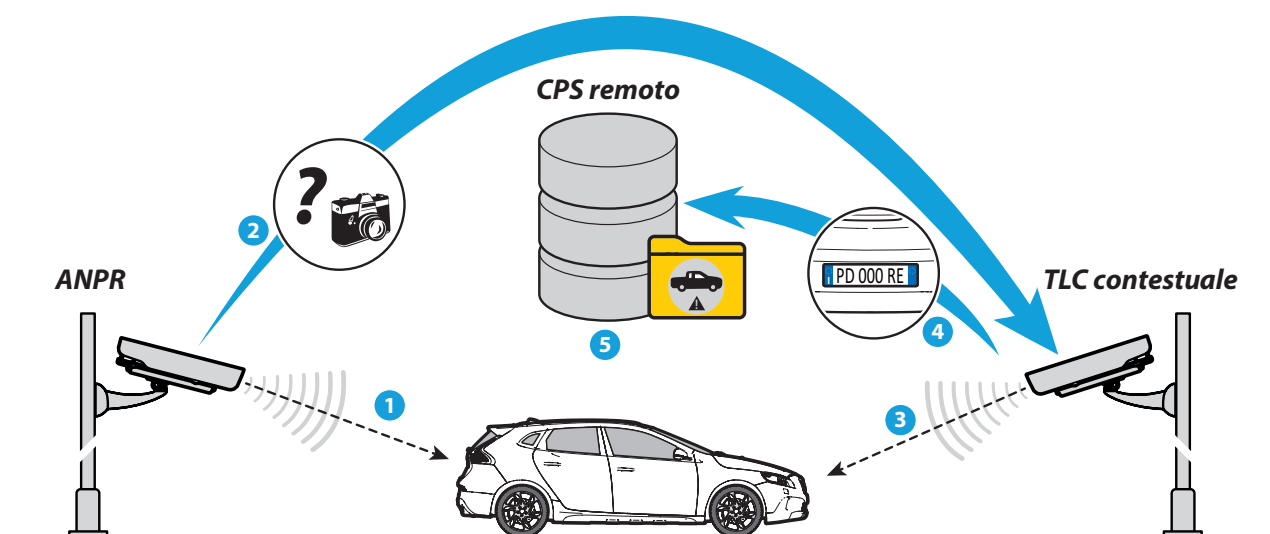 CPS remoto
?
2
ANPR
PD 000 RE
I
TLC contestuale
4
5
1
3